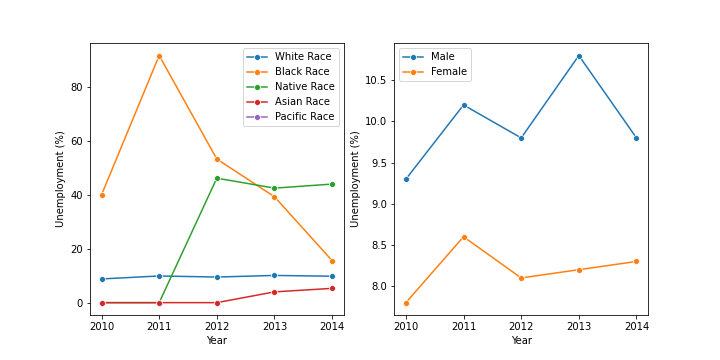 White Race
Black Race
Native Race
Asian Race
Pacific Race
Unemployment (%)
80
60
40
20
0
2010 2011 2012 2013 2014
Year
Male
Female
Unemployment (%)
10.5
10.0
9.5
9.0
8.5
8.0
2010 2011 2012 2013 2014
Year